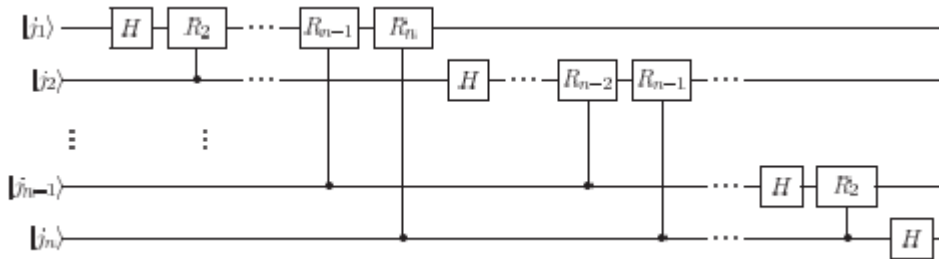 |j₁⟩ H R₂ ··· Rₙ₋₁ Rₙ
|j₂⟩ ··· H ··· Rₙ₋₂ Rₙ₋₁ ···
|jₙ₋₁⟩ ··· H R₂
|jₙ⟩ ··· H